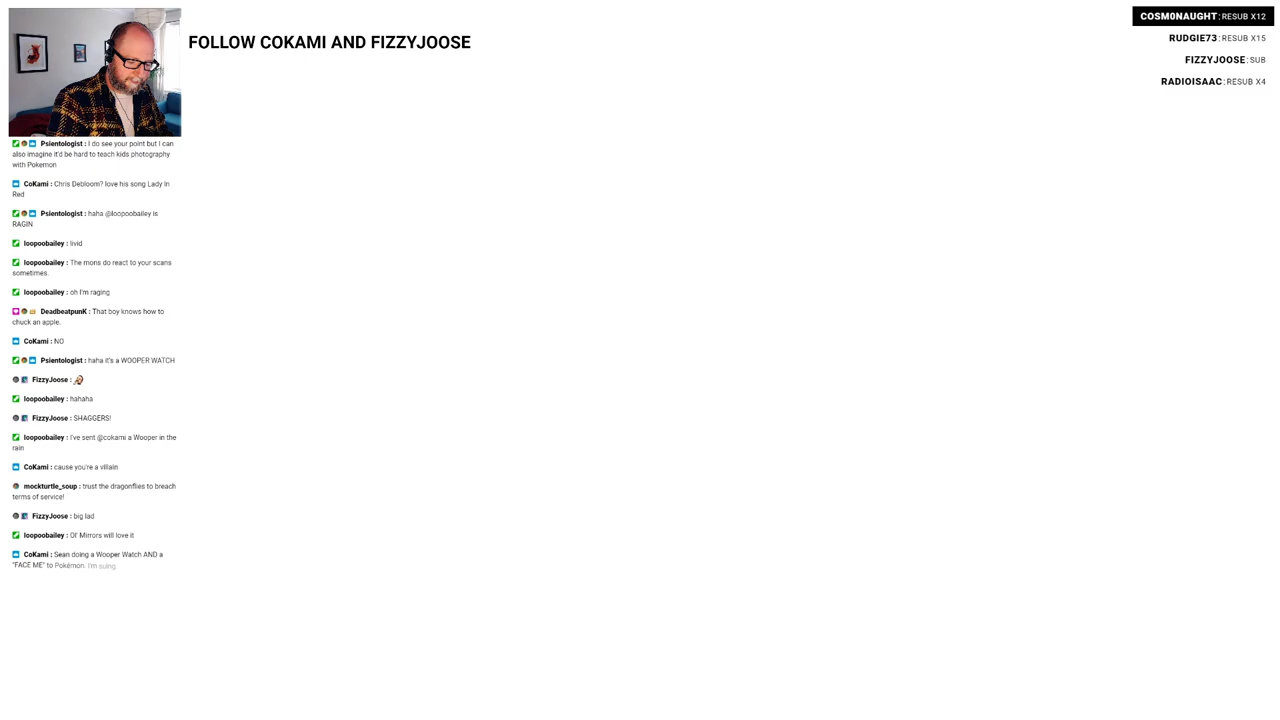 FOLLOW COKAMI AND FIZZYJOOSE
COSM0NAUGHT: RESUB X12
RUDGIE73: RESUB X15
FIZZYJOOSE: SUB
RADIOISAAC: RESUB X4
Psientologist : I do see your point but I can
also imagine it'd be hard to teach kids photography
with Pokemon
CoKami : Chris Debloom? love his song Lady In
Red
Psientologist : haha @loopoobailey is
RAGIN
loopoobailey : livid
loopoobailey : The mons do react to your scans
sometimes.
loopoobailey : oh I'm raging
DeadbeatpunK : That boy knows how to
chuck an apple.
CoKami : NO
Psientologist : haha it's a WOOPER WATCH
FizzyJoose :
loopoobailey : hahaha
FizzyJoose : SHAGGERS!
loopoobailey : I've sent @cokami a Wooper in the
rain
CoKami : cause you're a villain
mockturtle_soup : trust the dragonflies to breach
terms of service!
FizzyJoose : big lad
loopoobailey : Ol' Mirrors will love it
CoKami : Sean doing a Wooper Watch AND a
"FACE ME" to Pokémon. I'm suing.